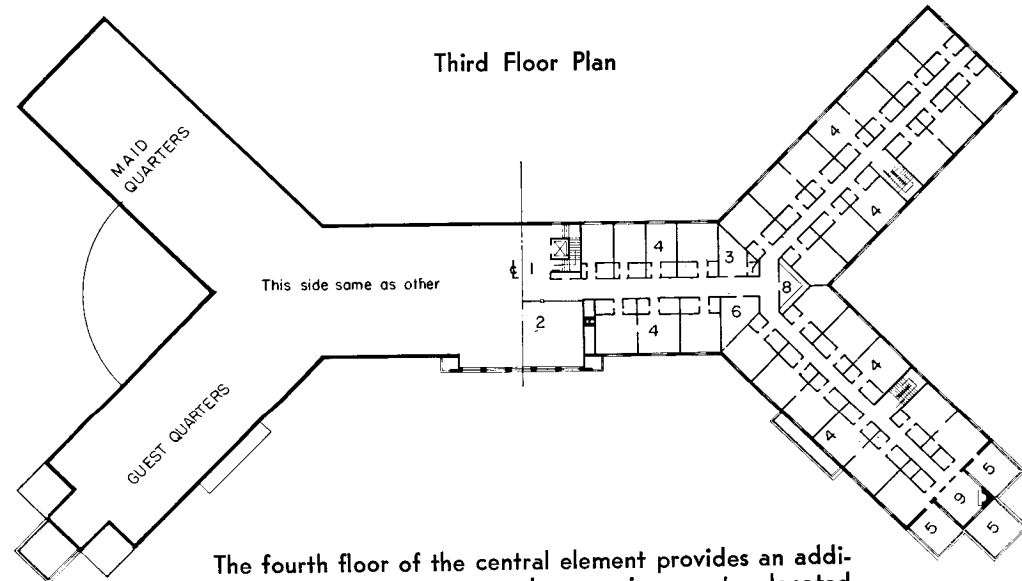 Third Floor Plan
MAID
QUARTERS
4
4
4
3
7
℄ 1
This side same as other
8
6
2
4
4
GUEST QUARTERS
4
5
9
5
5
The fourth floor of the central element provides an addi-